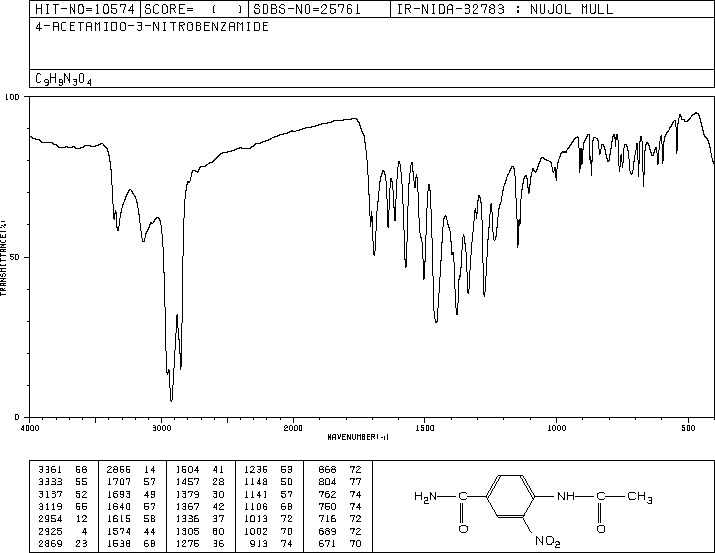 HIT-NO=10574 SCORE= ( ) SDBS-NO=25761 IR-NIDA-32783 : NUJOL MULL
4-ACETAMIDO-3-NITROBENZAMIDE
C9H9N3O4
100
50
0
TRANSMITTANCE(%)
4000 3000 2000 1500 1000 500
WAVENUMBER(-1)
3361 68 2866 14 1604 41 1236 53 868 72
3333 55 1707 57 1457 28 1148 50 804 77
3137 52 1693 49 1379 30 1141 57 762 74
3119 66 1640 57 1367 42 1106 68 750 74
2954 12 1615 58 1336 37 1013 72 716 72
2925 4 1574 44 1305 60 1002 70 689 72
2869 23 1538 68 1275 36 913 74 671 70
H2N C NH C CH3
O NO2 O